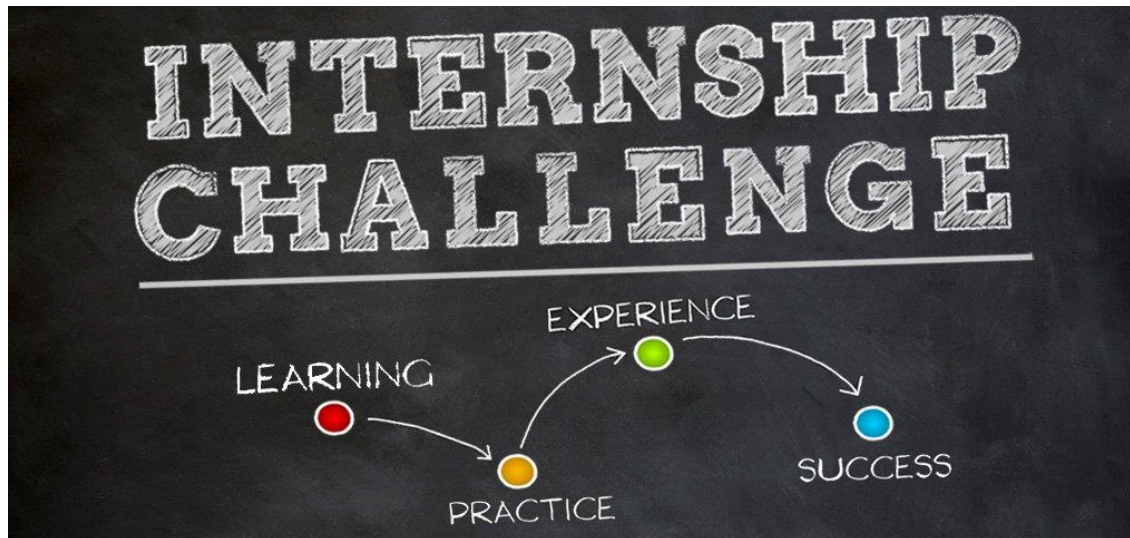 INTERNSHIP
CHALLENGE
LEARNING
PRACTICE
EXPERIENCE
SUCCESS